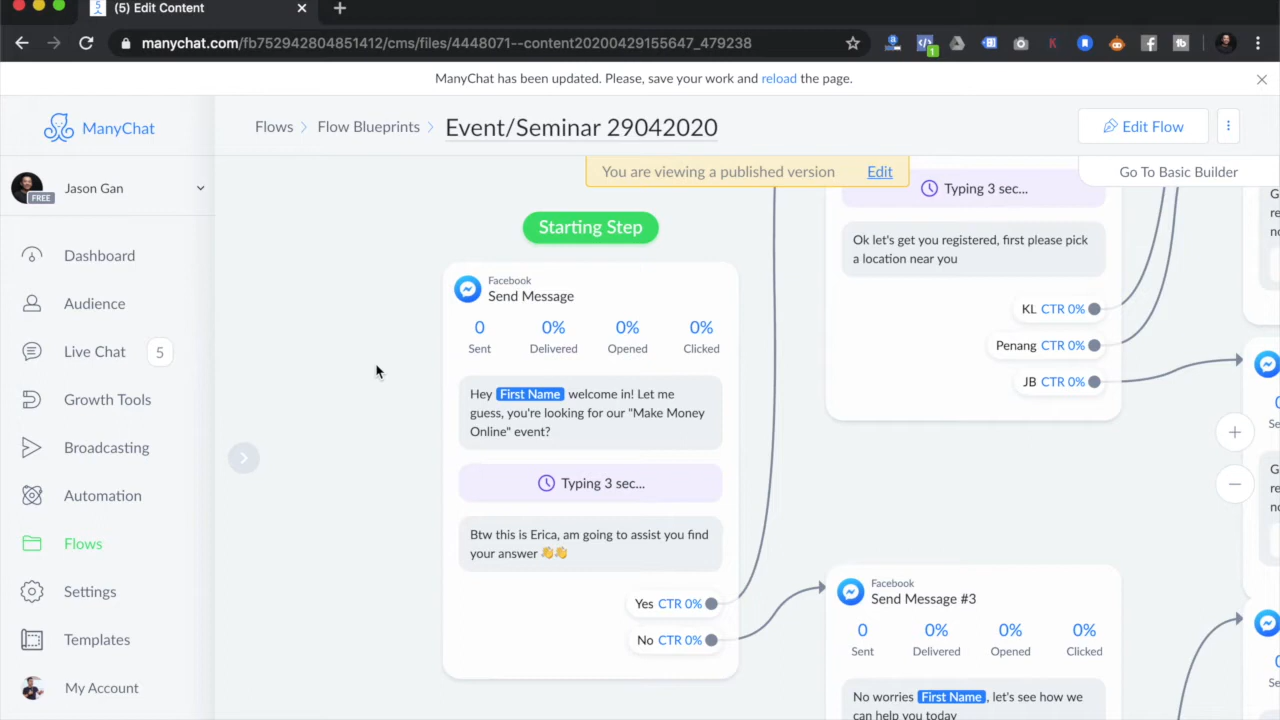 (5) Edit Content
manychat.com/fb752942804851412/cms/files/4448071--content20200429155647_479238
ManyChat has been updated. Please, save your work and reload the page.
ManyChat
Flows
Flow Blueprints
Event/Seminar 29042020
Edit Flow
You are viewing a published version
Edit
Go To Basic Builder
Jason Gan
FREE
Dashboard
Audience
Live Chat
5
Growth Tools
Broadcasting
Automation
Flows
Settings
Templates
My Account
Starting Step
Facebook
Send Message
0
0%
0%
0%
Sent
Delivered
Opened
Clicked
Hey First Name welcome in! Let me
guess, you're looking for our "Make Money
Online" event?
Typing 3 sec...
Btw this is Erica, am going to assist you find
your answer 👏👏
Yes CTR 0%
No CTR 0%
Typing 3 sec...
Ok let's get you registered, first please pick
a location near you
KL CTR 0%
Penang CTR 0%
JB CTR 0%
Facebook
Send Message #3
0
0%
0%
0%
Sent
Delivered
Opened
Clicked
No worries First Name, let's see how we
can help you today